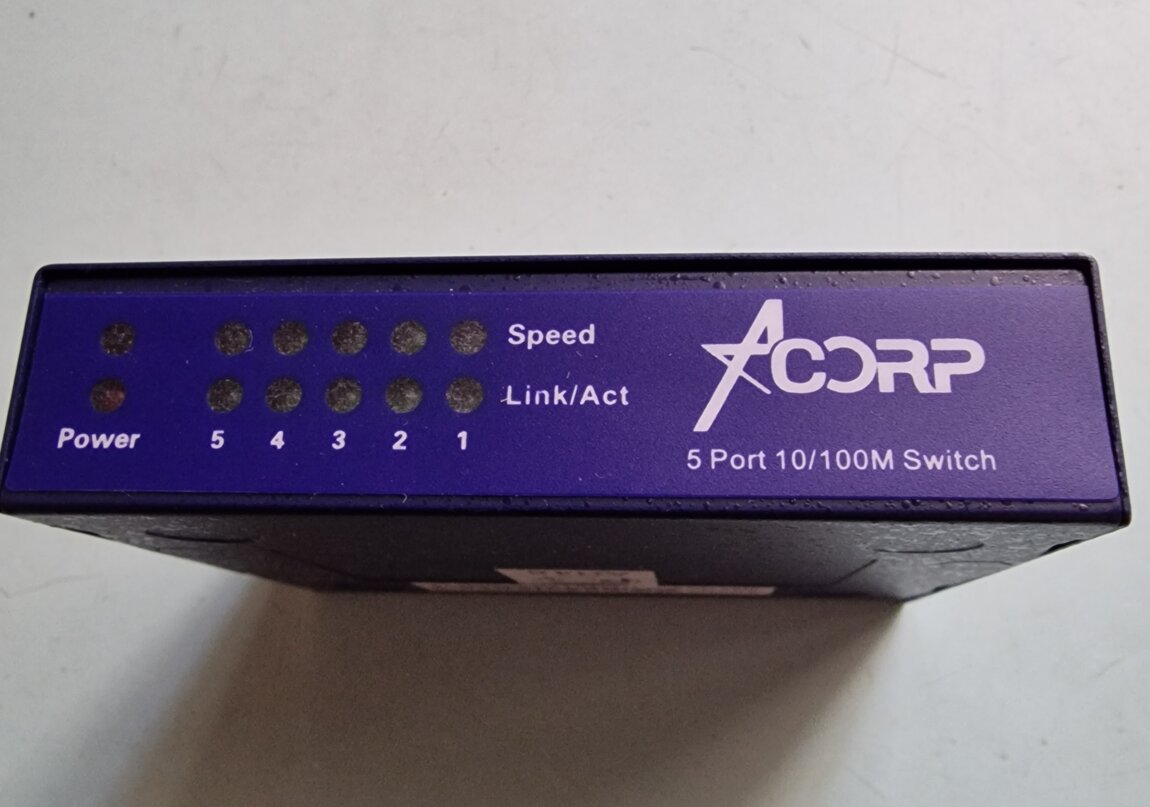 Speed
Link/Act
Power 5 4 3 2 1
ACORP
5 Port 10/100M Switch